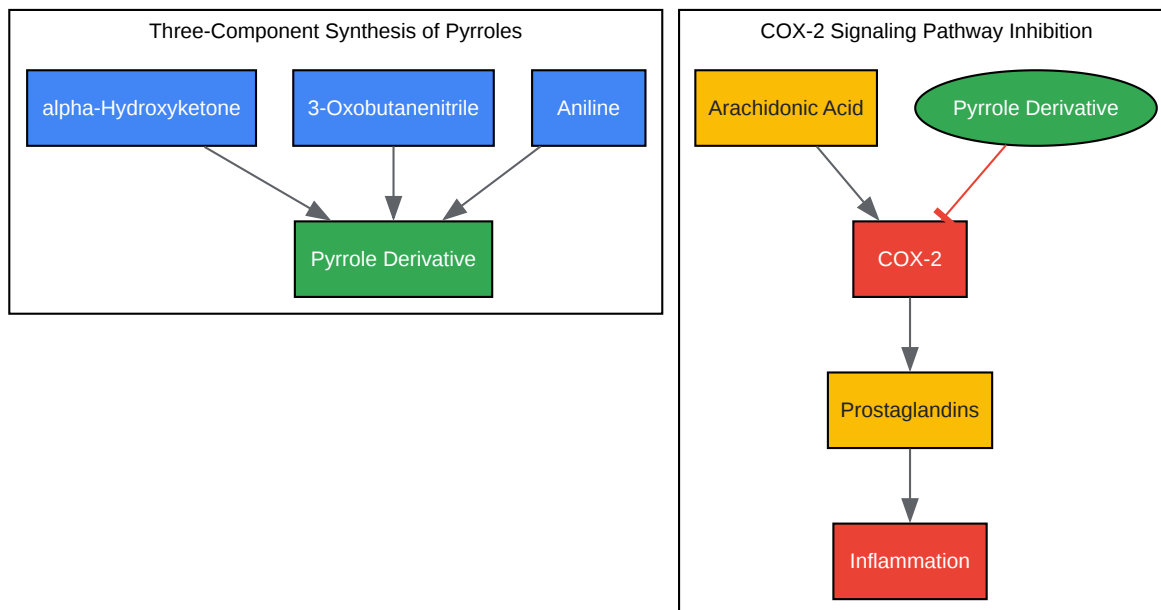 Three-Component Synthesis of Pyrroles
alpha-Hydroxyketone
3-Oxobutanenitrile
Aniline
Pyrrole Derivative
COX-2 Signaling Pathway Inhibition
Arachidonic Acid
Pyrrole Derivative
COX-2
Prostaglandins
Inflammation